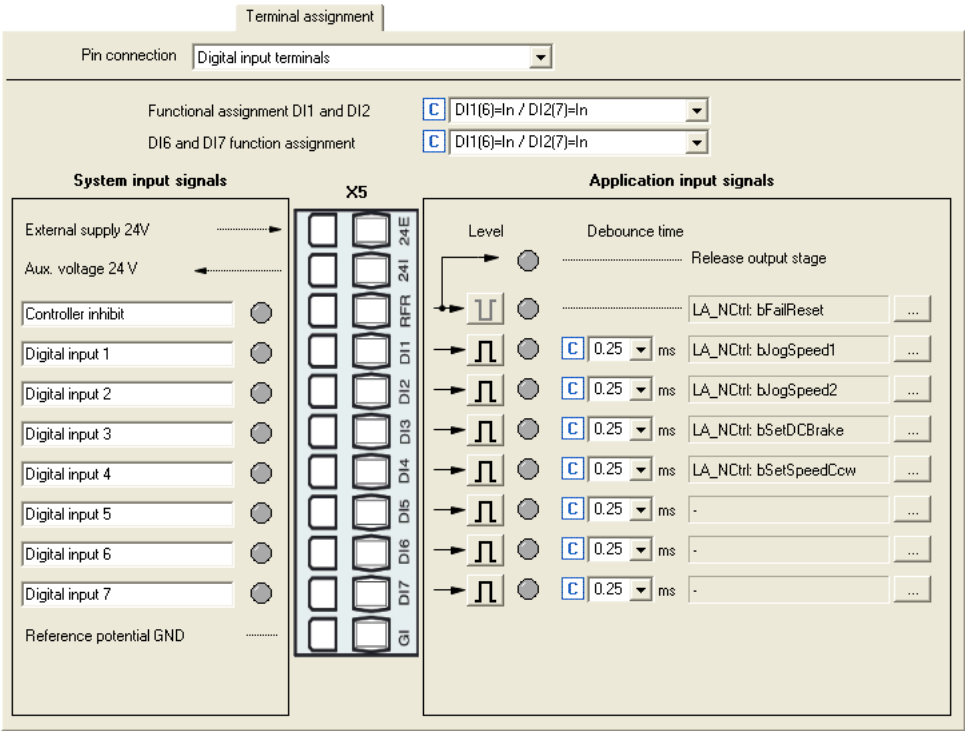 Terminal assignment
Pin connection Digital input terminals
Functional assignment DI1 and DI2 C DI1(6)=In / DI2(7)=In
DI6 and DI7 function assignment C DI1(6)=In / DI2(7)=In
System input signals X5 Application input signals
External supply 24V 24E Level Debounce time
Aux. voltage 24 V 24I Release output stage
Controller inhibit RFR LA_NCtrl: bFailReset ...
Digital input 1 DI1 C 0.25 ms LA_NCtrl: bJogSpeed1 ...
Digital input 2 DI2 C 0.25 ms LA_NCtrl: bJogSpeed2 ...
Digital input 3 DI3 C 0.25 ms LA_NCtrl: bSetDCBrake ...
Digital input 4 DI4 C 0.25 ms LA_NCtrl: bSetSpeedCcw ...
Digital input 5 DI5 C 0.25 ms - ...
Digital input 6 DI6 C 0.25 ms - ...
Digital input 7 DI7 C 0.25 ms - ...
Reference potential GND GI